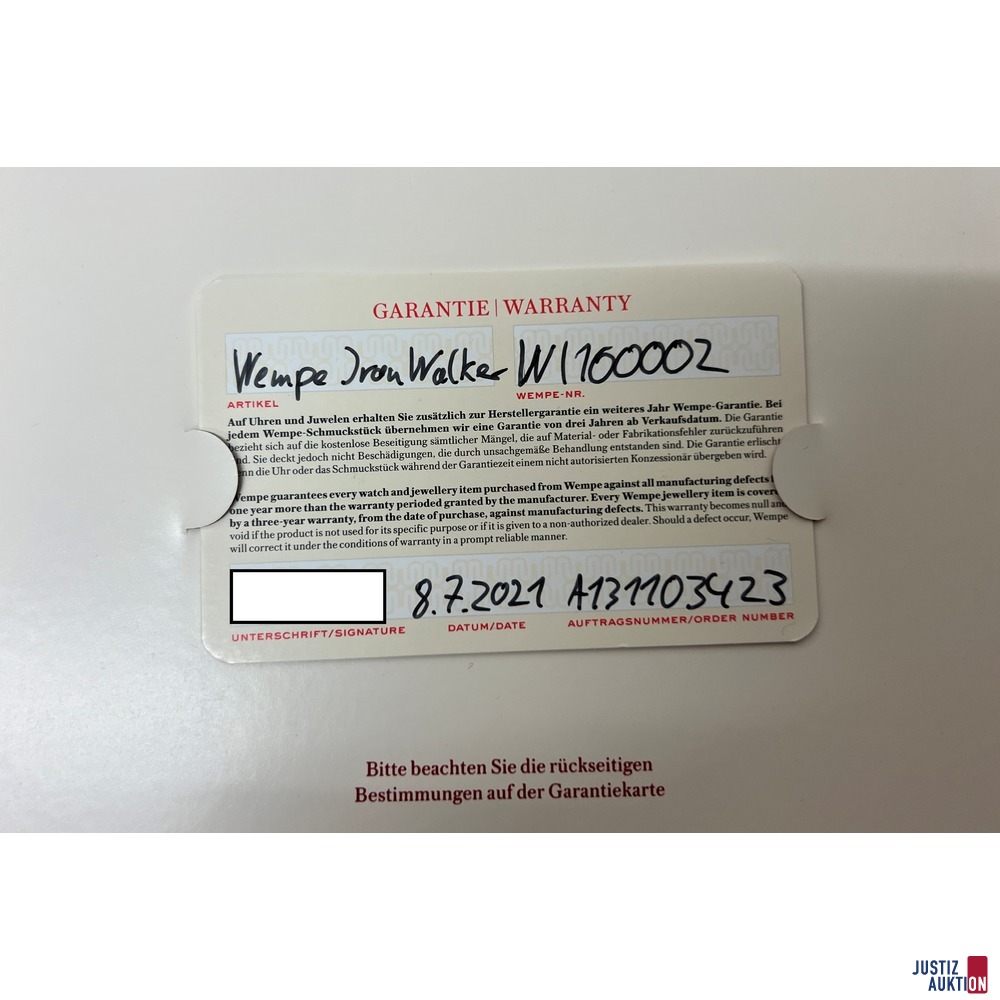 GARANTIE | WARRANTY
Wempe Iron Walker WI100002
ARTIKEL WEMPE-NR.
Auf Uhren und Juwelen erhalten Sie zusätzlich zur Herstellergarantie ein weiteres Jahr Wempe-Garantie. Bei
jedem Wempe-Schmuckstück übernehmen wir eine Garantie von drei Jahren ab Verkaufsdatum. Die Garantie
bezieht sich auf die kostenlose Beseitigung sämtlicher Mängel, die auf Material- oder Fabrikationsfehler zurückzuführen
nd. Sie deckt jedoch nicht Beschädigungen, die durch unsachgemäße Behandlung entstanden sind. Die Garantie erlischt
nn die Uhr oder das Schmuckstück während der Garantiezeit einem nicht autorisierten Konzessionär übergeben wird.
Wempe guarantees every watch and jewellery item purchased from Wempe against all manufacturing defects
one year more than the warranty perioded granted by the manufacturer. Every Wempe jewellery item is cover
by a three-year warranty, from the date of purchase, against manufacturing defects. This warranty becomes null an
void if the product is not used for its specific purpose or if it is given to a non-authorized dealer. Should a defect occur, Wempe
will correct it under the conditions of warranty in a prompt reliable manner.
8.7.2021 A1311103423
UNTERSCHRIFT/SIGNATURE DATUM/DATE AUFTRAGSNUMMER/ORDER NUMBER
Bitte beachten Sie die rückseitigen
Bestimmungen auf der Garantiekarte
JUSTIZ
AUKTION